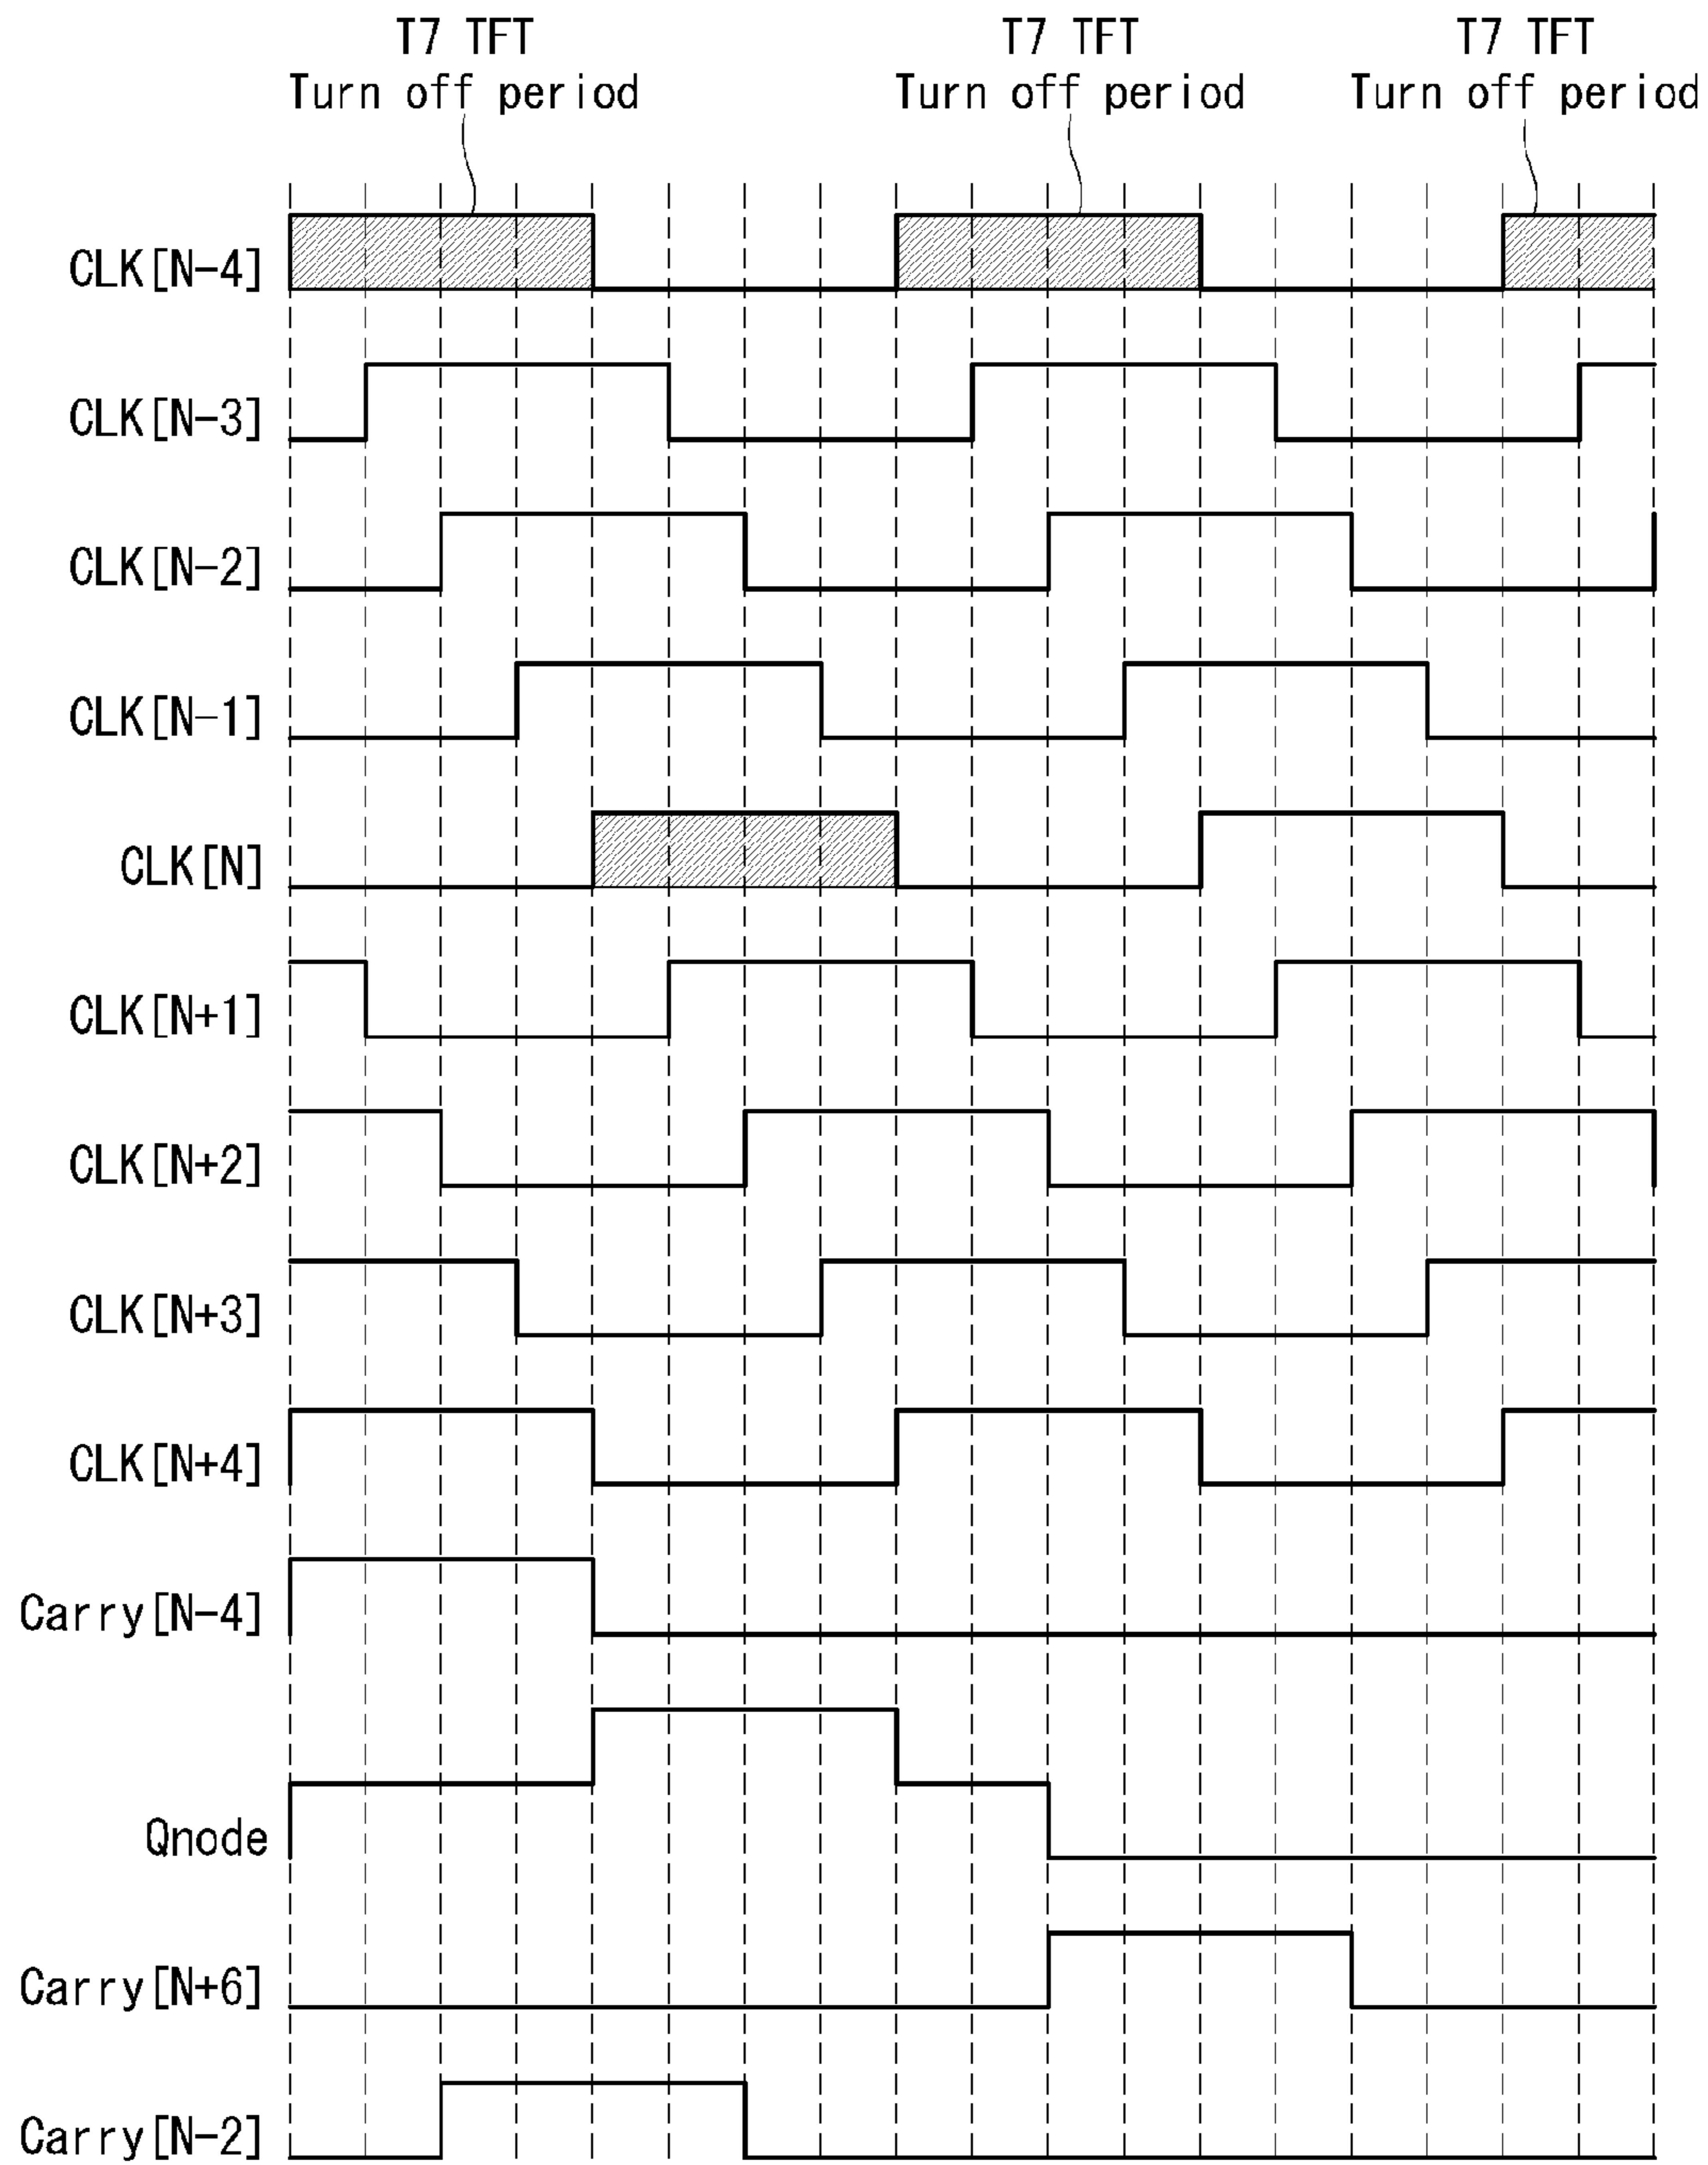 T7 TFT
Turn off period
T7 TFT
Turn off period
T7 TFT
Turn off period
CLK[N-4]
CLK[N-3]
CLK[N-2]
CLK[N-1]
CLK[N]
CLK[N+1]
CLK[N+2]
CLK[N+3]
CLK[N+4]
Carry[N-4]
Qnode
Carry[N+6]
Carry[N-2]